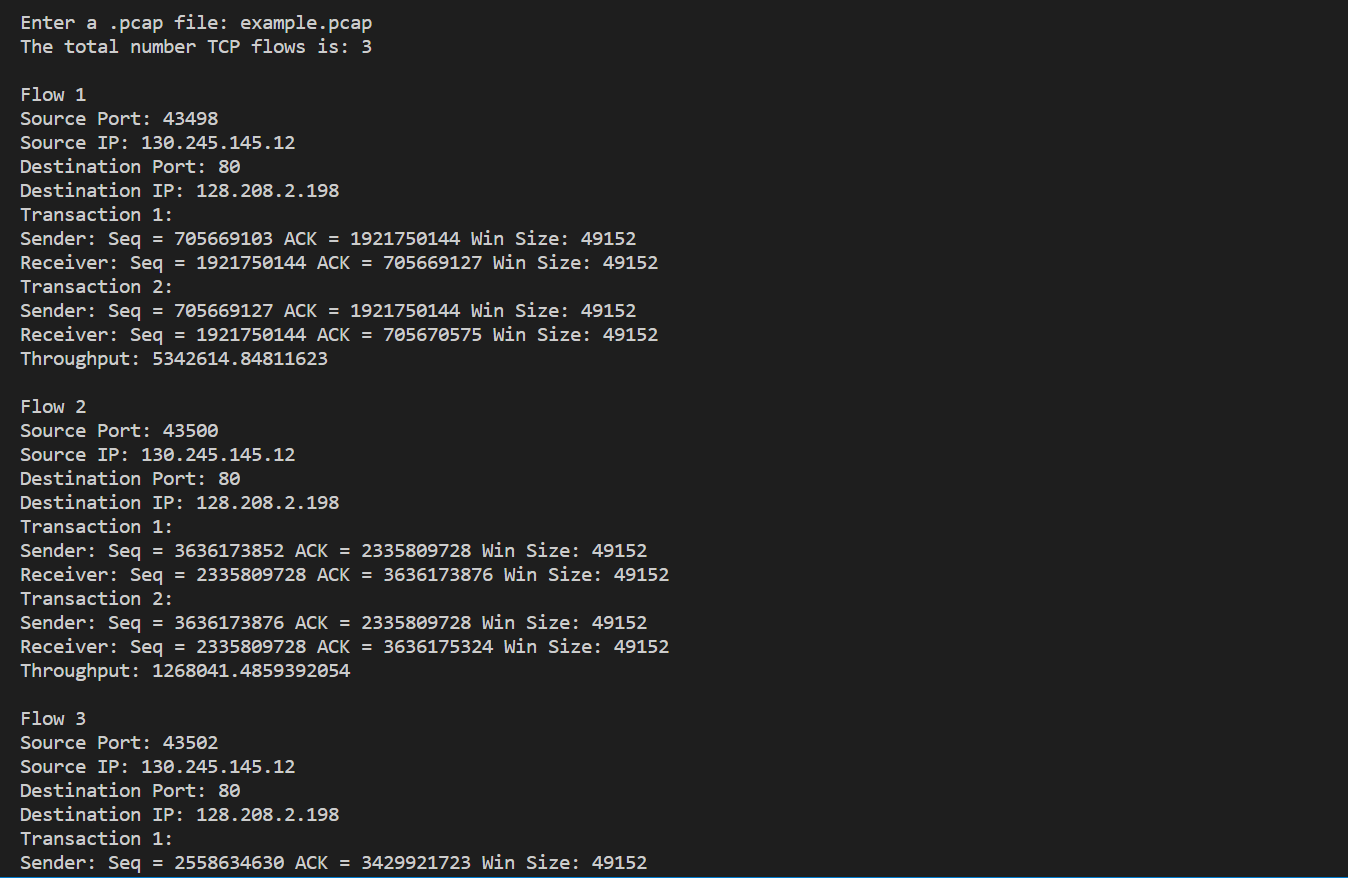 Enter a .pcap file: example.pcap
The total number TCP flows is: 3
Flow 1
Source Port: 43498
Source IP: 130.245.145.12
Destination Port: 80
Destination IP: 128.208.2.198
Transaction 1:
Sender: Seq = 705669103 ACK = 1921750144 Win Size: 49152
Receiver: Seq = 1921750144 ACK = 705669127 Win Size: 49152
Transaction 2:
Sender: Seq = 705669127 ACK = 1921750144 Win Size: 49152
Receiver: Seq = 1921750144 ACK = 705670575 Win Size: 49152
Throughput: 5342614.84811623
Flow 2
Source Port: 43500
Source IP: 130.245.145.12
Destination Port: 80
Destination IP: 128.208.2.198
Transaction 1:
Sender: Seq = 3636173852 ACK = 2335809728 Win Size: 49152
Receiver: Seq = 2335809728 ACK = 3636173876 Win Size: 49152
Transaction 2:
Sender: Seq = 3636173876 ACK = 2335809728 Win Size: 49152
Receiver: Seq = 2335809728 ACK = 3636175324 Win Size: 49152
Throughput: 1268041.4859392054
Flow 3
Source Port: 43502
Source IP: 130.245.145.12
Destination Port: 80
Destination IP: 128.208.2.198
Transaction 1:
Sender: Seq = 2558634630 ACK = 3429921723 Win Size: 49152